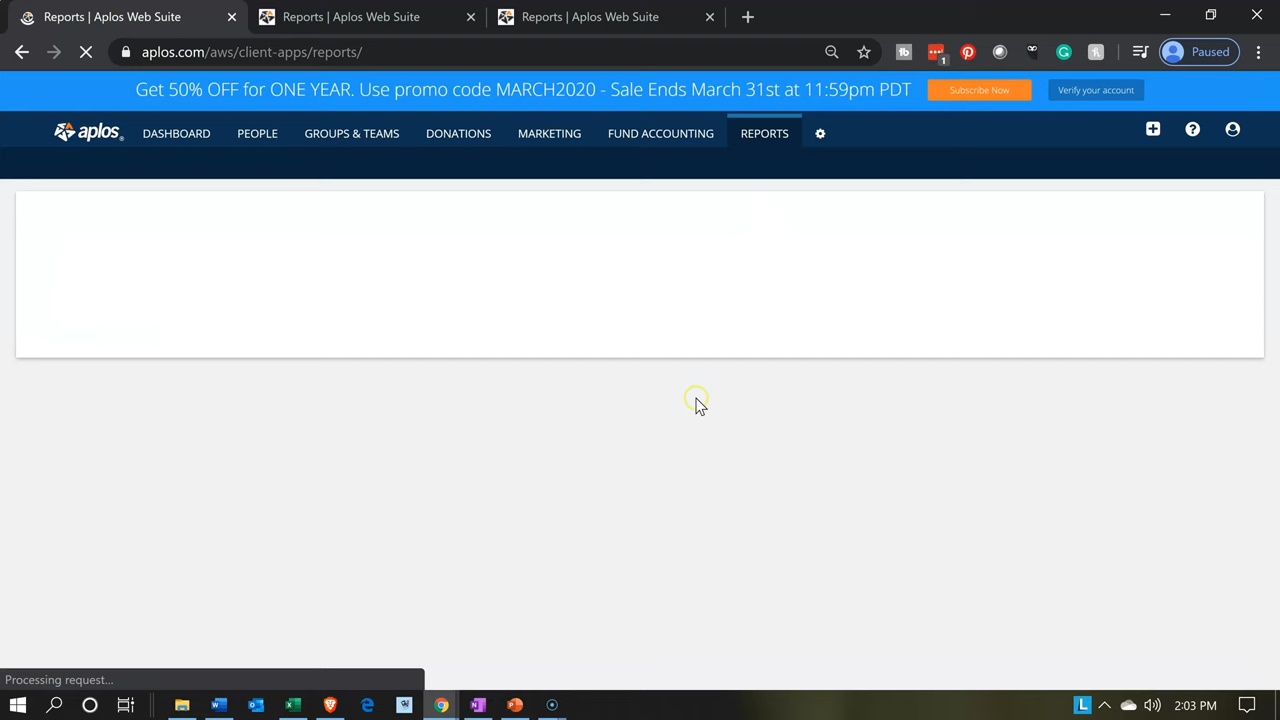 Reports | Aplos Web Suite
Reports | Aplos Web Suite
Reports | Aplos Web Suite
aplos.com/aws/client-apps/reports/
1
Paused
Get 50% OFF for ONE YEAR. Use promo code MARCH2020 - Sale Ends March 31st at 11:59pm PDT
Subscribe Now
Verify your account
aplos
DASHBOARD
PEOPLE
GROUPS & TEAMS
DONATIONS
MARKETING
FUND ACCOUNTING
REPORTS
Processing request...
2:03 PM